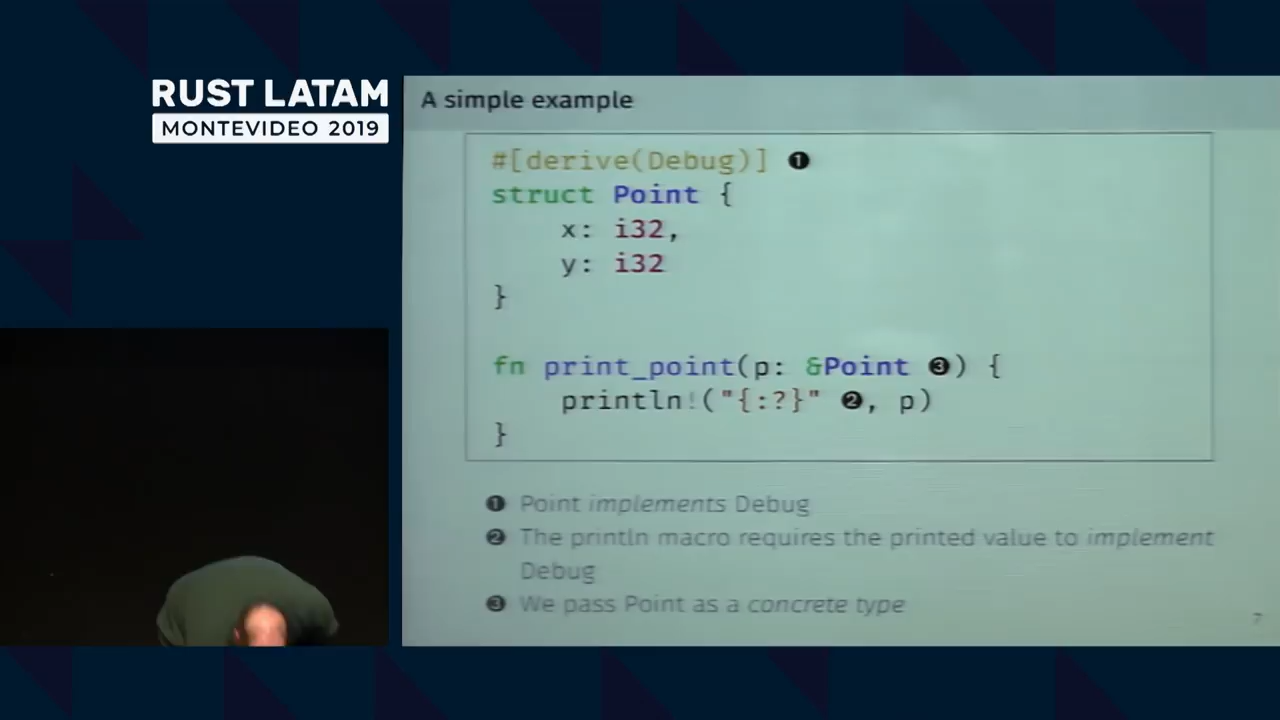 RUST LATAM
MONTEVIDEO 2019
A simple example
#[derive(Debug)] ❶
struct Point {
    x: i32,
    y: i32
}
fn print_point(p: &Point ❸) {
    println!("{:?}" ❷, p)
}
❶ Point implements Debug
❷ The println macro requires the printed value to implement
Debug
❸ We pass Point as a concrete type
7